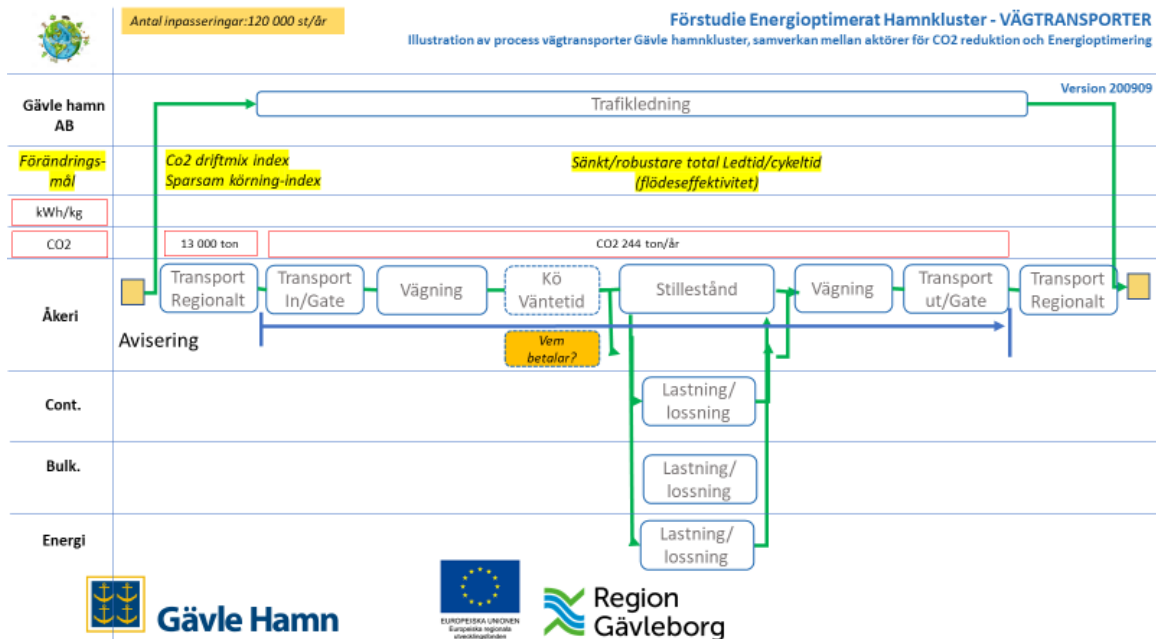 Antal inpasseringar:120 000 st/år
Förstudie Energioptimerat Hamnkluster - VÄGTRANSPORTER
Illustration av process vägtransporter Gävle hamnkluster, samverkan mellan aktörer för CO2 reduktion och Energioptimering
Version 200909
Gävle hamn
AB
Trafikledning
Förändrings-
mål
Co2 driftmix index
Sparsam körning-index
Sänkt/robustare total Ledtid/cykeltid
(flödeseffektivitet)
kWh/kg
CO2
13 000 ton
CO2 244 ton/år
Åkeri
Transport
Regionalt
Transport
In/Gate
Vägning
Kö
Väntetid
Stillestånd
Vägning
Transport
ut/Gate
Transport
Regionalt
Avisering
Vem
betalar?
Cont.
Lastning/
lossning
Bulk.
Lastning/
lossning
Energi
Lastning/
lossning
Gävle Hamn
EUROPEISKA UNIONEN
Europeiska regionala
utvecklingsfonden
Region
Gävleborg